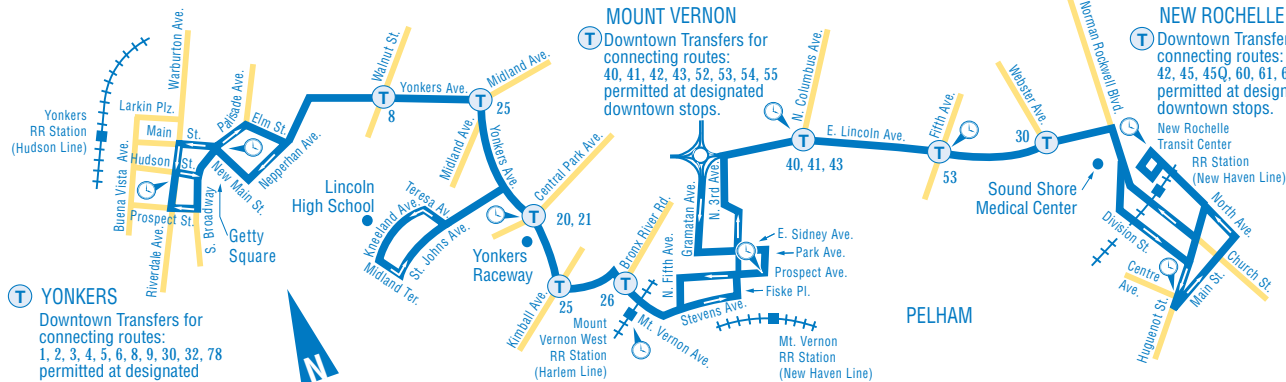 MOUNT VERNON
T Downtown Transfers for
connecting routes:
40, 41, 42, 43, 52, 53, 54, 55
permitted at designated
downtown stops.
NEW ROCHELLE
T Downtown Transfe
connecting routes:
42, 45, 45Q, 60, 61, 6
permitted at desig
downtown stops.
Yonkers
RR Station
(Hudson Line)
Warburton Ave.
Larkin Plz.
Main St.
Hudson St.
Buena Vista Ave
Prospect St.
Riverdale Ave.
S. Broadway
Palisade Ave.
Elm St.
Nepperhan Ave.
New Main St.
Getty
Square
Walnut St.
T
8
Yonkers Ave.
T
25
Midland Ave.
Midland Ave.
Yonkers Ave.
Lincoln
High School
Kneeland Ave.
Teresa Av.
St. Johns Ave.
Midland Ter.
Central Park Ave.
T
20, 21
Yonkers
Raceway
Kimball Ave
T
25
Bronx River Rd.
T
26
Mount
Vernon West
RR Station
(Harlem Line)
Mt. Vernon Ave.
N. Fifth Ave.
Gramatan Ave.
N. 3rd Ave.
E. Sidney Ave.
Park Ave.
Prospect Ave.
Fiske Pl.
Stevens Ave.
Mt. Vernon
RR Station
(New Haven Line)
N. Columbus Ave.
T
40, 41, 43
E. Lincoln Ave.
Fifth Ave.
T
53
PELHAM
Webster Ave.
30 T
Norman Rockwell Blvd.
Sound Shore
Medical Center
New Rochelle
Transit Center
RR Station
(New Haven Line)
North Ave.
Division St.
Church St.
Centre
Ave.
Main St.
Huguenot St.
T YONKERS
Downtown Transfers for
connecting routes:
1, 2, 3, 4, 5, 6, 8, 9, 30, 32, 78
permitted at designated
N